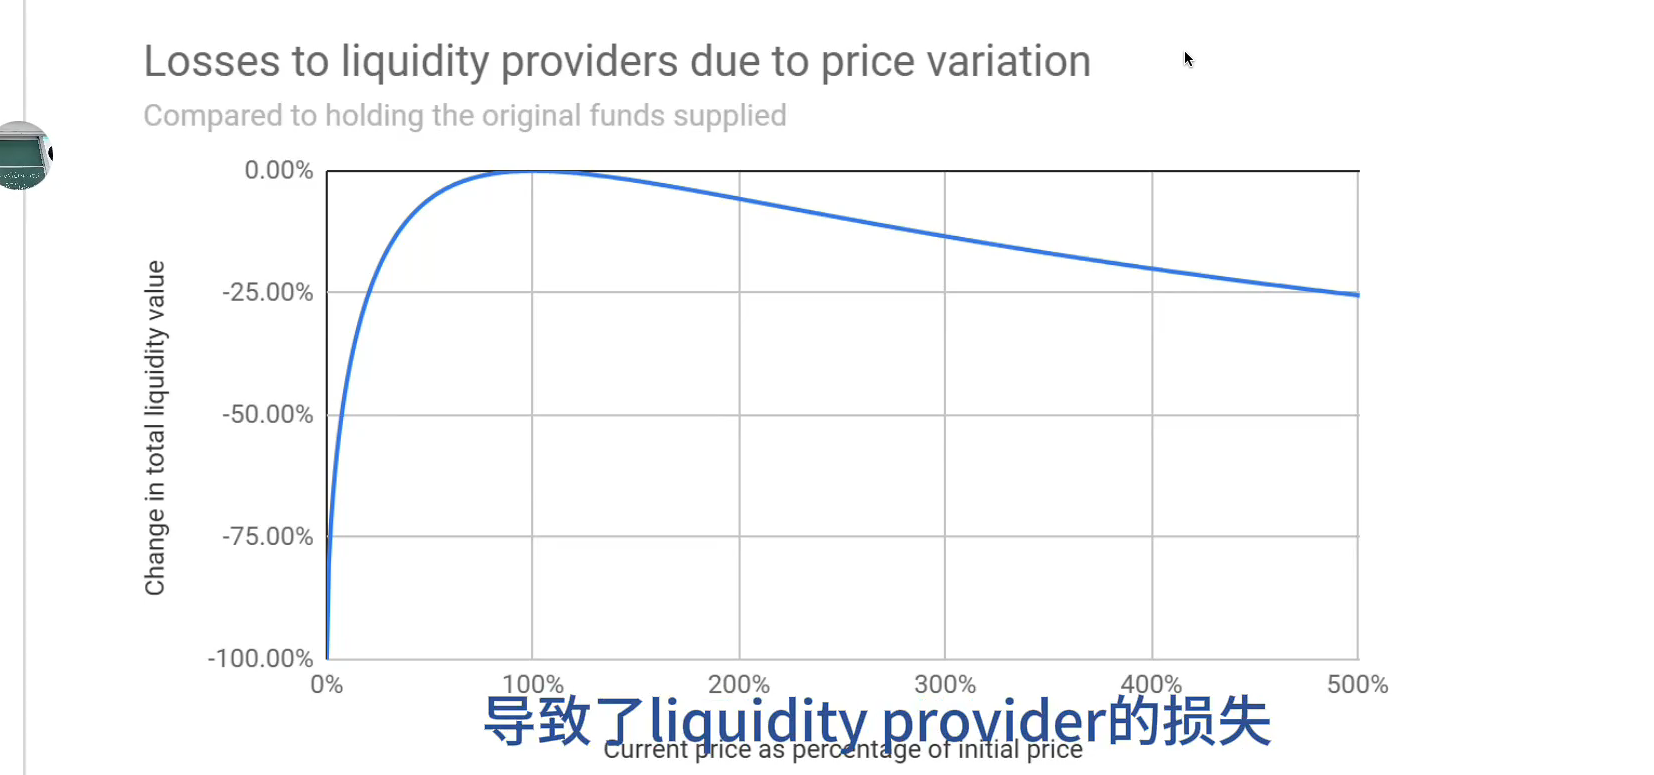 Losses to liquidity providers due to price variation
Compared to holding the original funds supplied
Change in total liquidity value
0.00%
-25.00%
-50.00%
-75.00%
-100.00%
0% 100% 200% 300% 400% 500%
导致了liquidity provider的损失
Current price as percentage of initial price